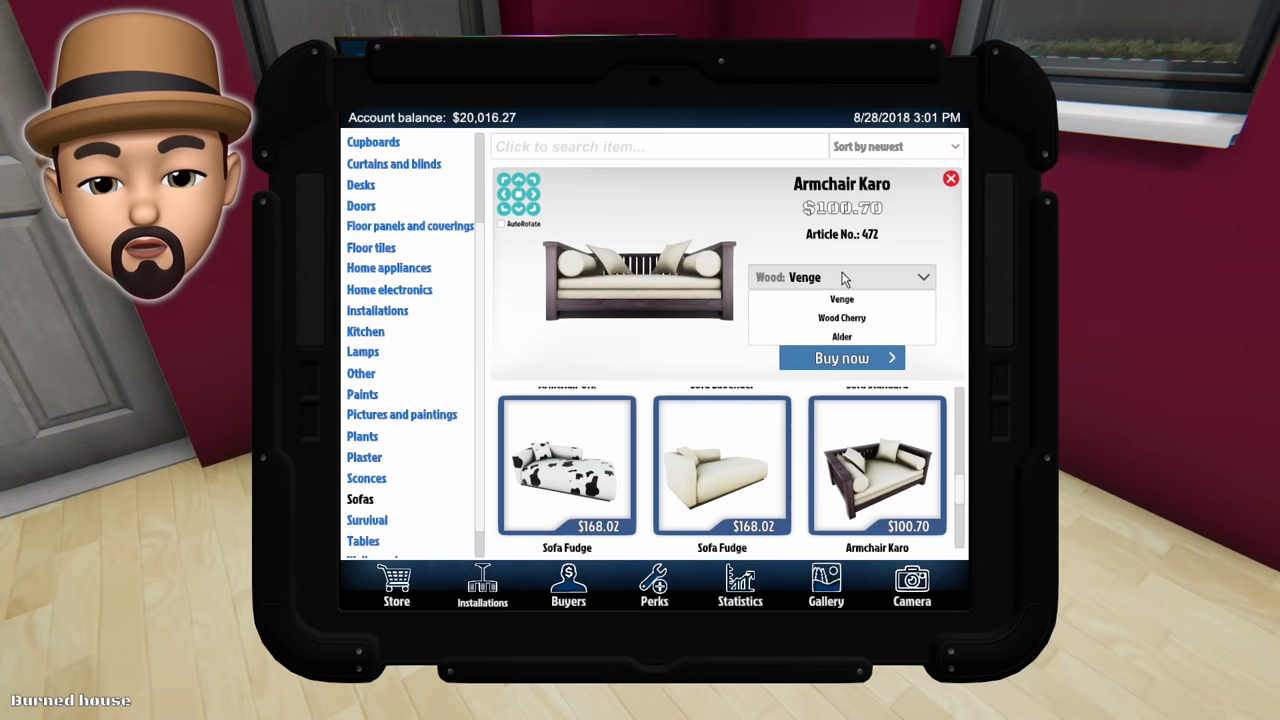 Account balance: $20,016.27
8/28/2018 3:01 PM
Cupboards
Curtains and blinds
Desks
Doors
Floor panels and coverings
Floor tiles
Home appliances
Home electronics
Installations
Kitchen
Lamps
Other
Paints
Pictures and paintings
Plants
Plaster
Sconces
Sofas
Survival
Tables
Click to search item...
Sort by newest
AutoRotate
Armchair Karo
$100.70
Article No.: 472
Wood: Venge
Venge
Wood Cherry
Alder
Buy now
Sofa Standard
$168.02
$168.02
$100.70
Sofa Fudge
Sofa Fudge
Armchair Karo
Store
Installations
Buyers
Perks
Statistics
Gallery
Camera
Burned house